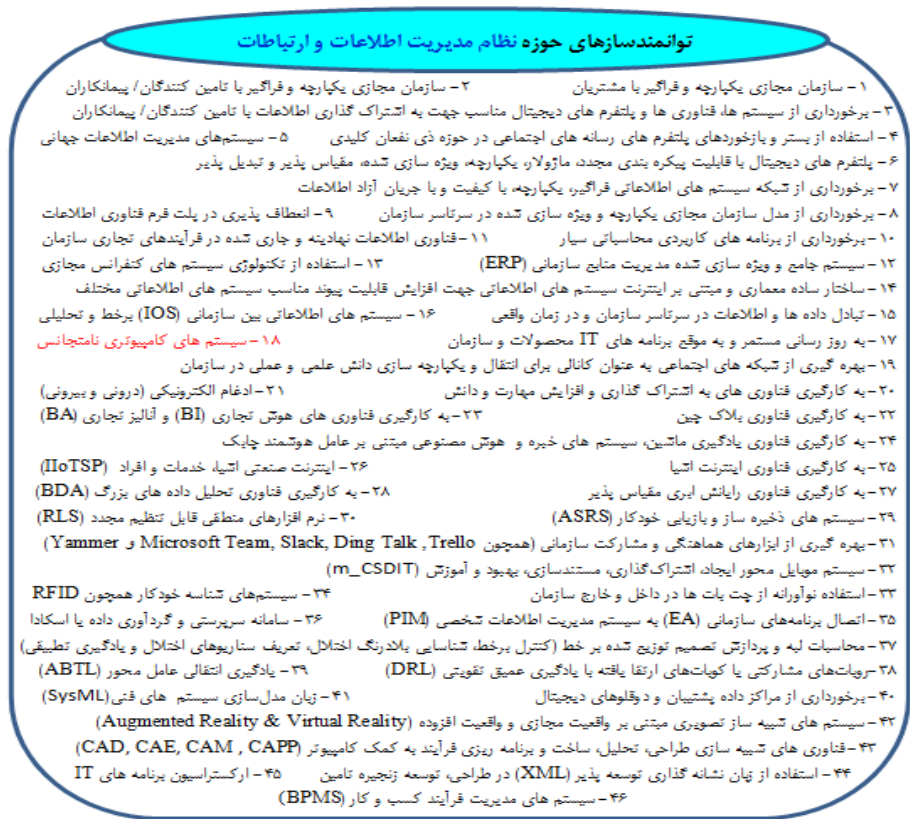 توانمندسازهای حوزه نظام مدیریت اطلاعات و ارتباطات
۱- سازمان مجازی یکپارچه و فراگیر با مشتریان ۲- سازمان مجازی یکپارچه و فراگیر با تامین کنندگان/ پیمانکاران
۳- برخورداری از سیستم ها، فناوری ها و پلتفرم های دیجیتال مناسب جهت به اشتراک گذاری اطلاعات با تامین کنندگان/ پیمانکاران
۴- استفاده از بستر و بازخوردهای پلتفرم های رسانه های اجتماعی در حوزه ذی نفعان کلیدی ۵- سیستم‌های مدیریت اطلاعات جهانی
۶- پلتفرم های دیجیتال با قابلیت پیکره بندی مجدد، ماژولار، یکپارچه، ویژه سازی شده، مقیاس پذیر و تبدیل پذیر
۷- برخورداری از شبکه سیستم های اطلاعاتی فراگیر، یکپارچه، با کیفیت و با جریان آزاد اطلاعات
۸- برخورداری از مدل سازمان مجازی یکپارچه و ویژه سازی شده در سرتاسر سازمان ۹- انعطاف پذیری در پلت فرم فناوری اطلاعات
۱۰- برخورداری از برنامه های کاربردی محاسباتی سیار ۱۱- فناوری اطلاعات نهادینه و جاری شده در فرآیندهای تجاری سازمان
۱۲- سیستم جامع و ویژه سازی شده مدیریت منابع سازمانی (ERP) ۱۳- استفاده از تکنولوژی سیستم های کنفرانس مجازی
۱۴- ساختار ساده معماری و مبتنی بر اینترنت سیستم های اطلاعاتی جهت افزایش قابلیت پیوند مناسب سیستم های اطلاعاتی مختلف
۱۵- تبادل داده ها و اطلاعات در سرتاسر سازمان و در زمان واقعی ۱۶- سیستم های اطلاعاتی بین سازمانی (IOS) برخط و تحلیلی
۱۷- به روز رسانی مستمر و به موقع برنامه های IT محصولات و سازمان ۱۸- سیستم های کامپیوتری نامتجانس
۱۹- بهره گیری از شبکه های اجتماعی به عنوان کانالی برای انتقال و یکپارچه سازی دانش علمی و عملی در سازمان
۲۰- به کارگیری فناوری های به اشتراک گذاری و افزایش مهارت و دانش ۲۱- ادغام الکترونیکی (درونی و بیرونی)
۲۲- به کارگیری فناوری بلاک چین ۲۳- به کارگیری فناوری های هوش تجاری (BI) و آنالیز تجاری (BA)
۲۴- به کارگیری فناوری یادگیری ماشین، سیستم های خبره و هوش مصنوعی مبتنی بر عامل هوشمند چابک
۲۵- به کارگیری فناوری اینترنت اشیا ۲۶- اینترنت صنعتی اشیا، خدمات و افراد (IIoTSP)
۲۷- به کارگیری فناوری رایانش ابری مقیاس پذیر ۲۸- به کارگیری فناوری تحلیل داده های بزرگ (BDA)
۲۹- سیستم های ذخیره ساز و بازیابی خودکار (ASRS) ۳۰- نرم افزارهای منطقی قابل تنظیم مجدد (RLS)
۳۱- بهره گیری از ابزارهای هماهنگی و مشارکت سازمانی (همچون Microsoft Team, Slack, Ding Talk ,Trello و Yammer)
۳۲- سیستم موبایل محور ایجاد، اشتراک‌گذاری، مستندسازی، بهبود و آموزش (m_CSDIT)
۳۳- استفاده نوآورانه از چت بات ها در داخل و خارج سازمان ۳۴- سیستم‌های شناسه خودکار همچون RFID
۳۵- اتصال برنامه‌های سازمانی (EA) به سیستم مدیریت اطلاعات شخصی (PIM) ۳۶- سامانه سرپرستی و گردآوری داده یا اسکادا
۳۷- محاسبات لبه و پردازش تصمیم توزیع شده بر خط (کنترل برخط، شناسایی بلادرنگ اختلال، تعریف سناریوهای اختلال و یادگیری تطبیقی)
۳۸- روبات‌های مشارکتی یا کوبات‌های ارتقا یافته با یادگیری عمیق تقویتی (DRL) ۳۹- یادگیری انتقالی عامل محور (ABTL)
۴۰- برخورداری از مراکز داده پشتیبان و دوقلوهای دیجیتال ۴۱- زبان مدل‌سازی سیستم های فنی(SysML)
۴۲- سیستم های شبیه ساز تصویری مبتنی بر واقعیت مجازی و واقعیت افزوده (Augmented Reality & Virtual Reality)
۴۳- فناوری های شبیه سازی طراحی، تحلیل، ساخت و برنامه ریزی فرآیند به کمک کامپیوتر (CAD, CAE, CAM , CAPP)
۴۴- استفاده از زبان نشانه گذاری توسعه پذیر (XML) در طراحی، توسعه زنجیره تامین ۴۵- ارکستراسیون برنامه های IT
۴۶- سیستم های مدیریت فرآیند کسب و کار (BPMS)